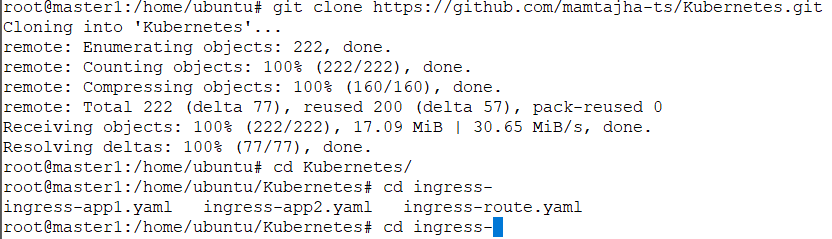 root@master1:/home/ubuntu# git clone https://github.com/mamtajha-ts/Kubernetes.git
Cloning into 'Kubernetes'...
remote: Enumerating objects: 222, done.
remote: Counting objects: 100% (222/222), done.
remote: Compressing objects: 100% (160/160), done.
remote: Total 222 (delta 77), reused 200 (delta 57), pack-reused 0
Receiving objects: 100% (222/222), 17.09 MiB | 30.65 MiB/s, done.
Resolving deltas: 100% (77/77), done.
root@master1:/home/ubuntu# cd Kubernetes/
root@master1:/home/ubuntu/Kubernetes# cd ingress-
ingress-app1.yaml   ingress-app2.yaml   ingress-route.yaml
root@master1:/home/ubuntu/Kubernetes# cd ingress-